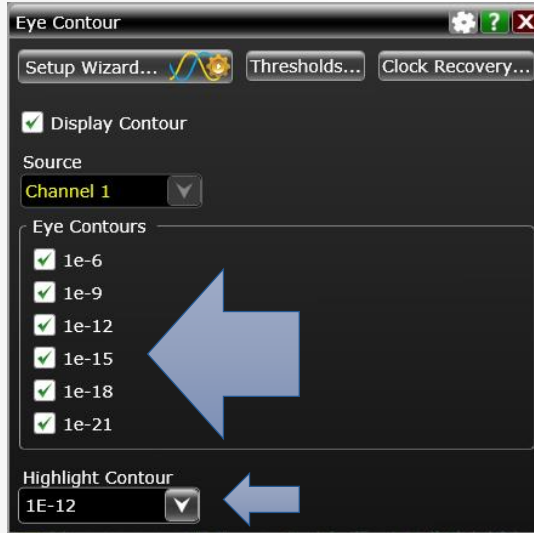 Eye Contour ?
Setup Wizard... Thresholds... Clock Recovery...
Display Contour
Source
Channel 1
Eye Contours
1e-6
1e-9
1e-12
1e-15
1e-18
1e-21
Highlight Contour
1E-12